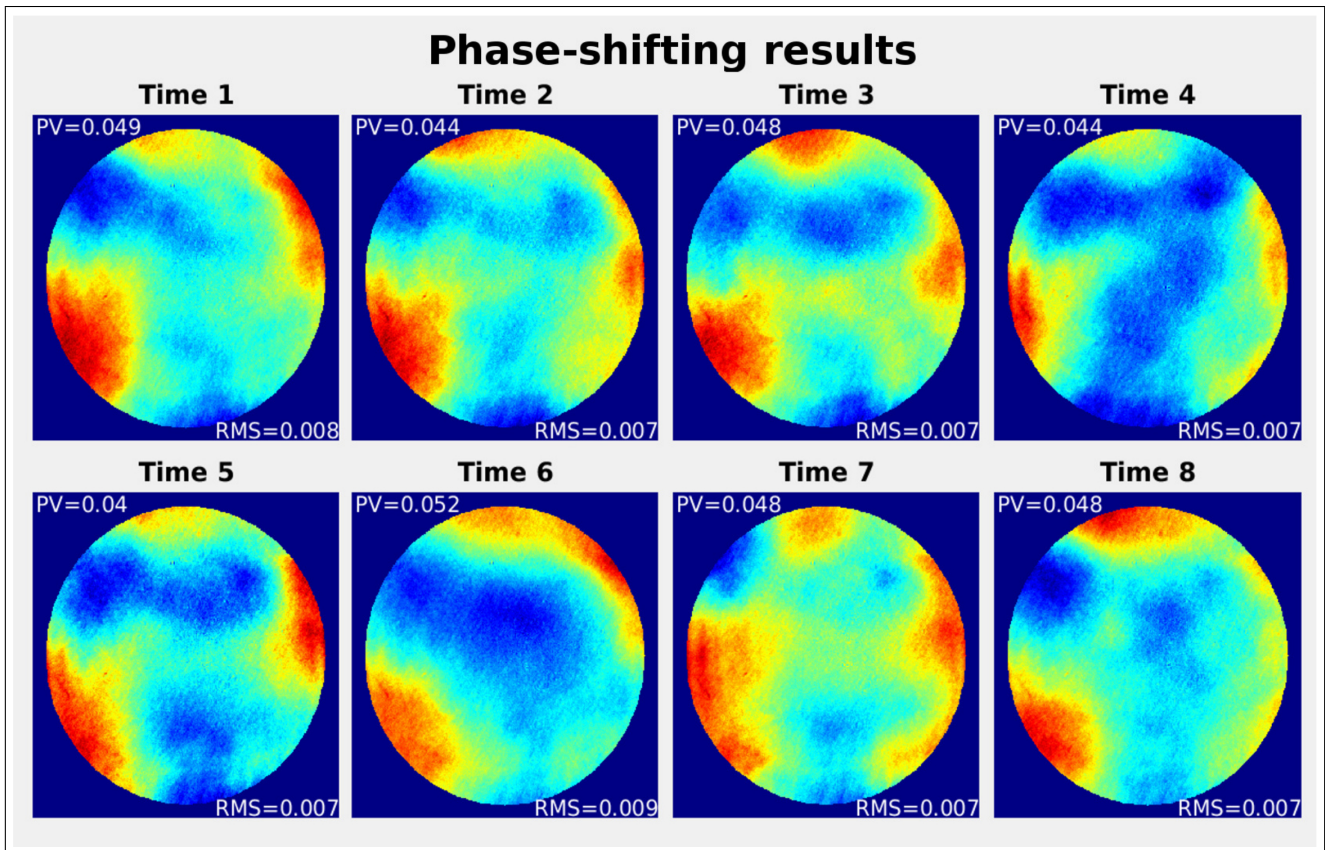 Phase-shifting results
Time 1 Time 2 Time 3 Time 4
PV=0.049 PV=0.044 PV=0.048 PV=0.044
RMS=0.008 RMS=0.007 RMS=0.007 RMS=0.007
Time 5 Time 6 Time 7 Time 8
PV=0.04 PV=0.052 PV=0.048 PV=0.048
RMS=0.007 RMS=0.009 RMS=0.007 RMS=0.007